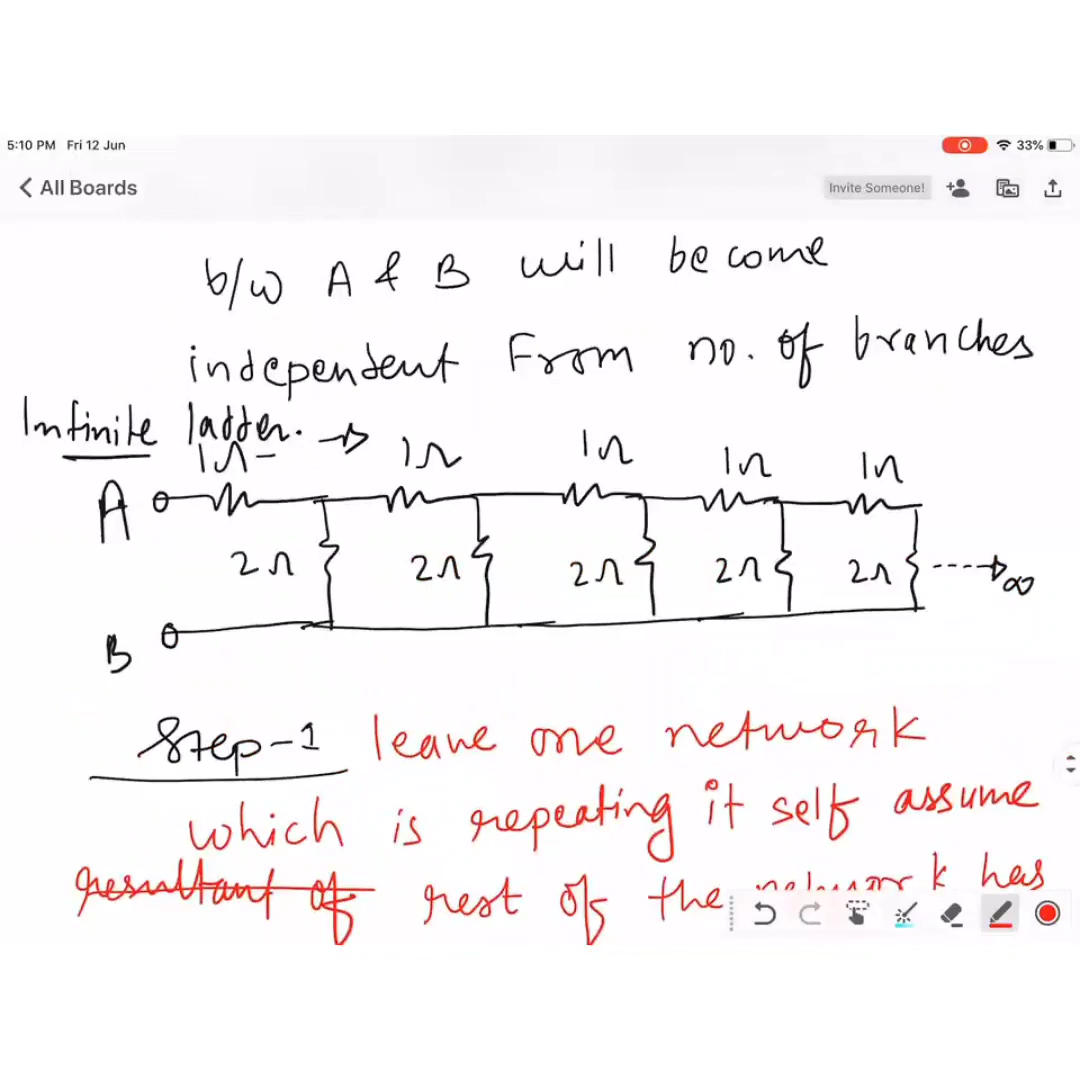 5:10 PM Fri 12 Jun
33%
All Boards
Invite Someone!
b/w A & B will become
independent From no. of branches
Infinite ladder. →
1Ω 1Ω 1Ω 1Ω 1Ω
A
2Ω 2Ω 2Ω 2Ω 2Ω ----→∞
B
Step-1 leave one network
which is repeating it self assume
resultant of rest of the network has